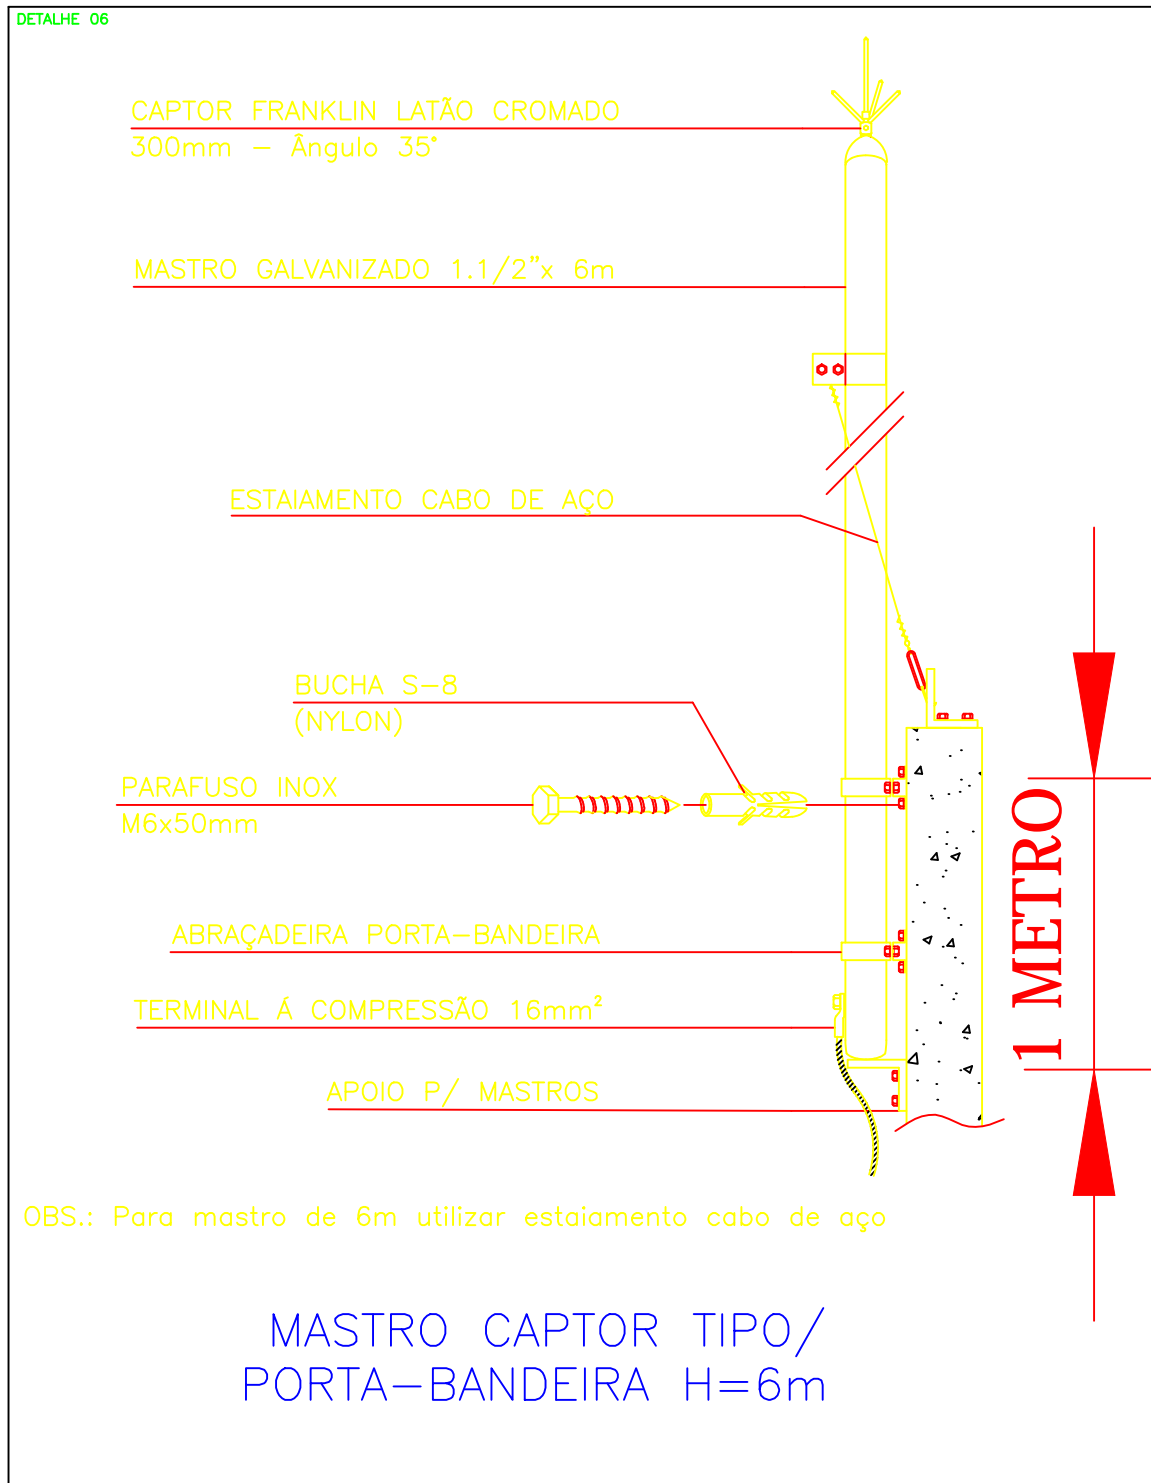 DETALHE 06
CAPTOR FRANKLIN LATÃO CROMADO
300mm – Ângulo 35°
MASTRO GALVANIZADO 1.1/2”x 6m
ESTAIAMENTO CABO DE AÇO
BUCHA S–8
(NYLON)
PARAFUSO INOX
M6x50mm
ABRAÇADEIRA PORTA–BANDEIRA
TERMINAL Á COMPRESSÃO 16mm²
APOIO P/ MASTROS
1 METRO
OBS.: Para mastro de 6m utilizar estaiamento cabo de aço
MASTRO CAPTOR TIPO/
PORTA–BANDEIRA H=6m